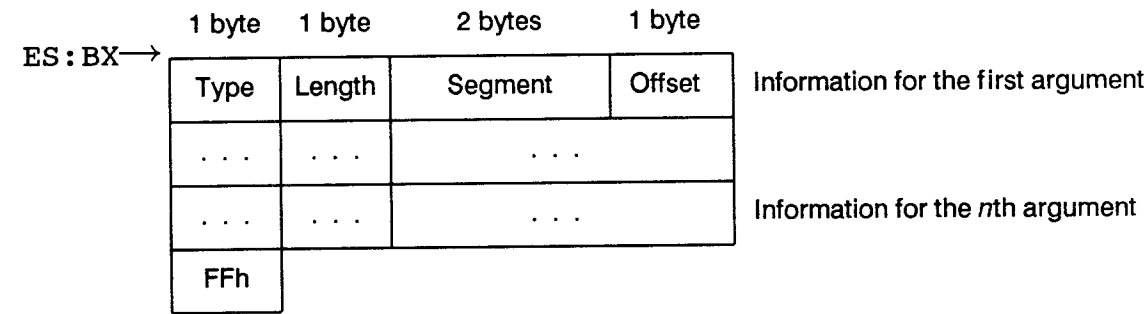 1 byte 1 byte 2 bytes 1 byte
ES:BX→
Type Length Segment Offset Information for the first argument
. . . . . . . . .
. . . . . . . . . Information for the nth argument
FFh